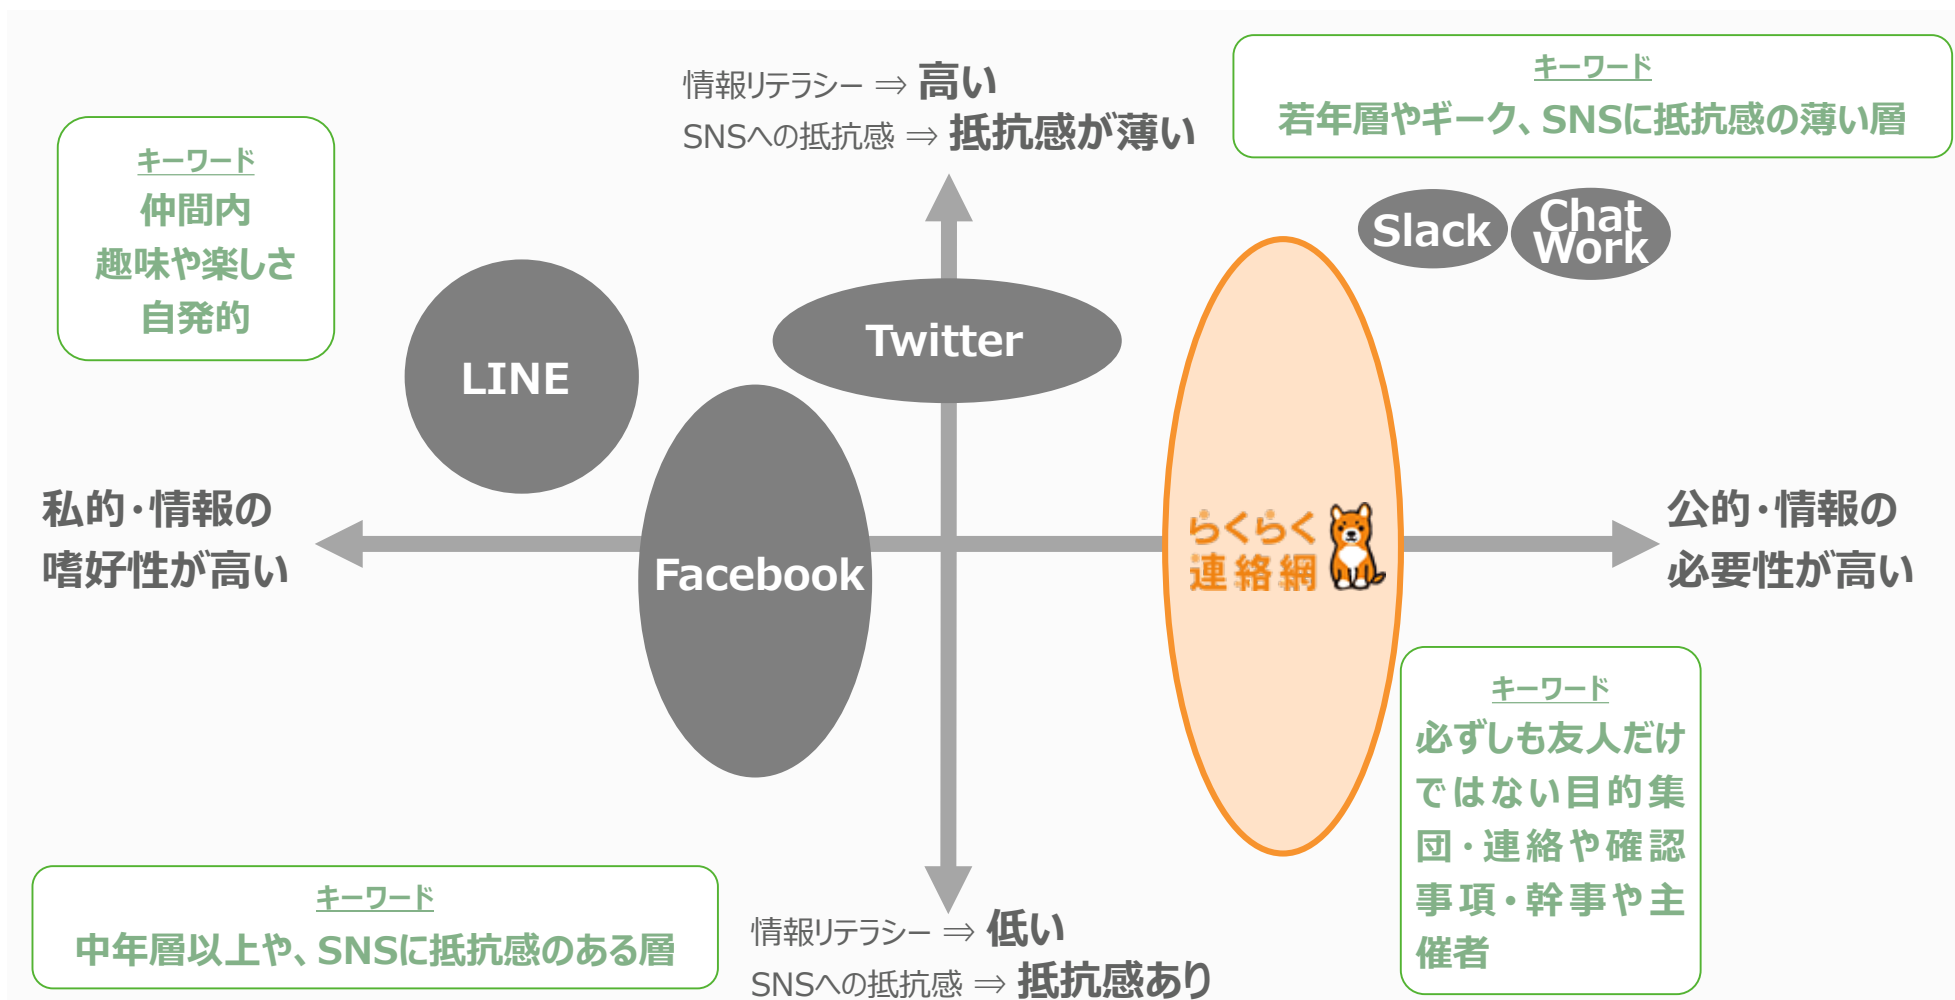 情報リテラシー ⇒ 高い
SNSへの抵抗感 ⇒ 抵抗感が薄い
キーワード
若年層やギーク、SNSに抵抗感の薄い層
キーワード
仲間内
趣味や楽しさ
自発的
Slack
Chat
Work
Twitter
LINE
私的・情報の
嗜好性が高い
Facebook
らくらく
連絡網
公的・情報の
必要性が高い
キーワード
必ずしも友人だけ
ではない目的集
団・連絡や確認
事項・幹事や主
催者
キーワード
中年層以上や、SNSに抵抗感のある層
情報リテラシー ⇒ 低い
SNSへの抵抗感 ⇒ 抵抗感あり